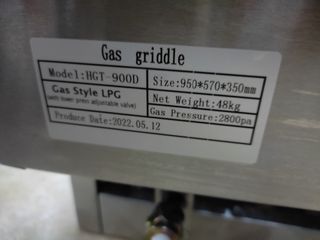 Gas griddle
Model:HGT-900D
Size:950*570*350mm
Gas Style LPG
(with lower press adjustable valve)
Net Weight:48kg
Gas Pressure:2800pa
Produce Date:2022.05.12